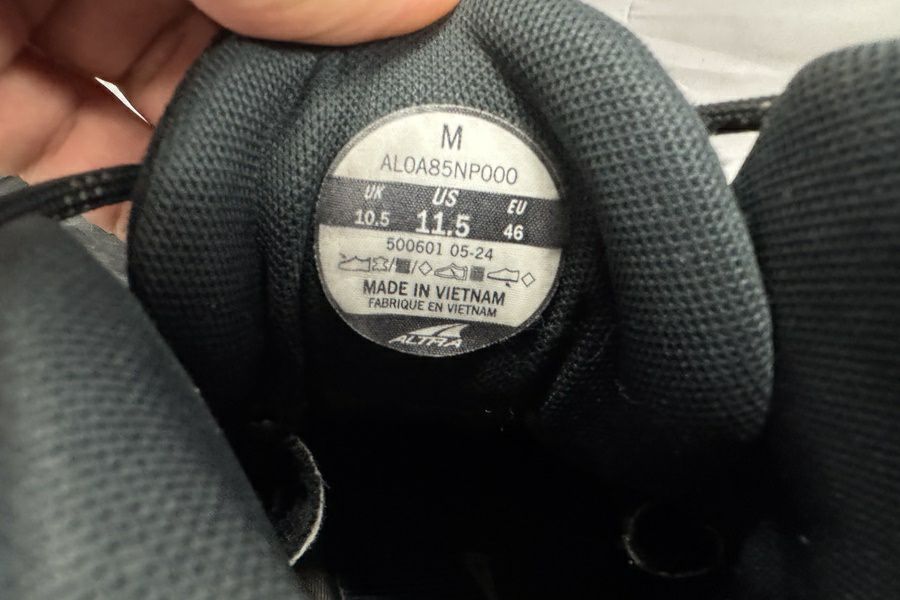 M
AL0A85NP000
UK US EU
10.5 11.5 46
500601 05-24
MADE IN VIETNAM
FABRIQUE EN VIETNAM
ALTRA